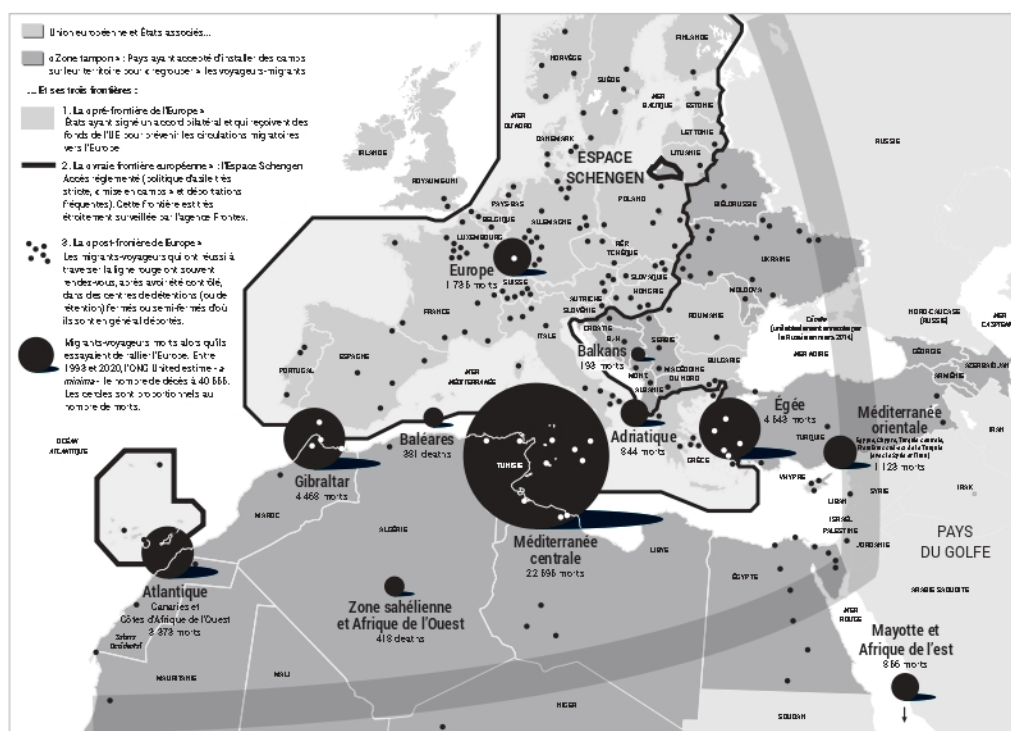 Union européenne et États associés...
« Zone tampon » : Pays ayant accepté d'installer des camps
sur leur territoire pour « regrouper » les voyageurs-migrants
.... Et ses trois frontières :
1. La « pré-frontière de l'Europe »
États ayant signé un accord bilatéral et qui reçoivent des
fonds de l'UE pour prévenir les circulations migratoires
vers l'Europe
2. La « vraie frontière européenne » : l'Espace Schengen
Accès réglementé (politique d'asile très
stricte, « mise en camps » et déportations
fréquentes). Cette frontière est très
étroitement surveillée par l'agence Frontex.
3. La « post-frontière de Europe »
Les migrants-voyageurs qui ont réussi à
traverser la ligne rouge ont souvent
rendez-vous, après avoir été contrôlé,
dans des centres de détentions (ou de
rétention) fermés ou semi-fermés d'où
ils sont en général déportés.
Migrants-voyageurs morts alors qu'ils
essayaient de rallier l'Europe. Entre
1993 et 2020, l'ONG United estime - a
minima - le nombre de décès à 40 555.
Les cercles sont proportionnels au
nombre de morts.
FINLANDE
NORVÈGE
SUÈDE
MER
BALTIQUE
ESTONIE
LETTONIE
LITUANIE
RUSSIE
MER
DU NORD
DANEMARK
IRLANDE
ROYAUME UNI
ESPACE
SCHENGEN
BIÉLORUSSIE
PAYS-BAS
BELGIQUE
ALLEMAGNE
POLAND
LUXEMBOURG
RÉP.
TCHÈQUE
UKRAINE
Europe
1 735 morts
SUISSE
SLOVAQUIE
HONGRIE
AUTRICHE
SLOVÉNIE
MOLDOVA
FRANCE
ITALIE
CROATIE
B-H
SERBIE
ROUMANIE
Crimée
(unilatéralement annexée par
la Russie en mars 2014)
MER NOIRE
NORD-CAUCASE
(RUSSIE)
MER
CASPIENNE
Balkans
193 morts
MONT.
BULGARIE
MACÉDOINE
DU NORD
ALBANIE
GÉORGIE
ARMÉNIE
AZERBAÏDJAN
ESPAGNE
PORTUGAL
MER
MÉDITERRANÉE
Baléares
381 deaths
Adriatique
844 morts
Égée
4 543 morts
GRÈCE
TURQUIE
Méditerranée
orientale
1 123 morts
IRAN
OCÉAN
ATLANTIQUE
Gibraltar
4 468 morts
TUNISIE
CHYPRE
LIBAN
SYRIE
IRAK
ISRAËL
PALESTINE
JORDANIE
PAYS
DU GOLFE
MAROC
ALGÉRIE
Méditerranée
centrale
22 595 morts
LIBYE
ÉGYPTE
ARABIE SAOUDITE
Atlantique
Canaries et
Côtes d'Afrique de l'Ouest
3 373 morts
Zone sahélienne
et Afrique de l'Ouest
418 deaths
Sahara
Occidental
MER
ROUGE
Mayotte et
Afrique de l'est
MAURITANIE
MALI
NIGER
SOUDAN